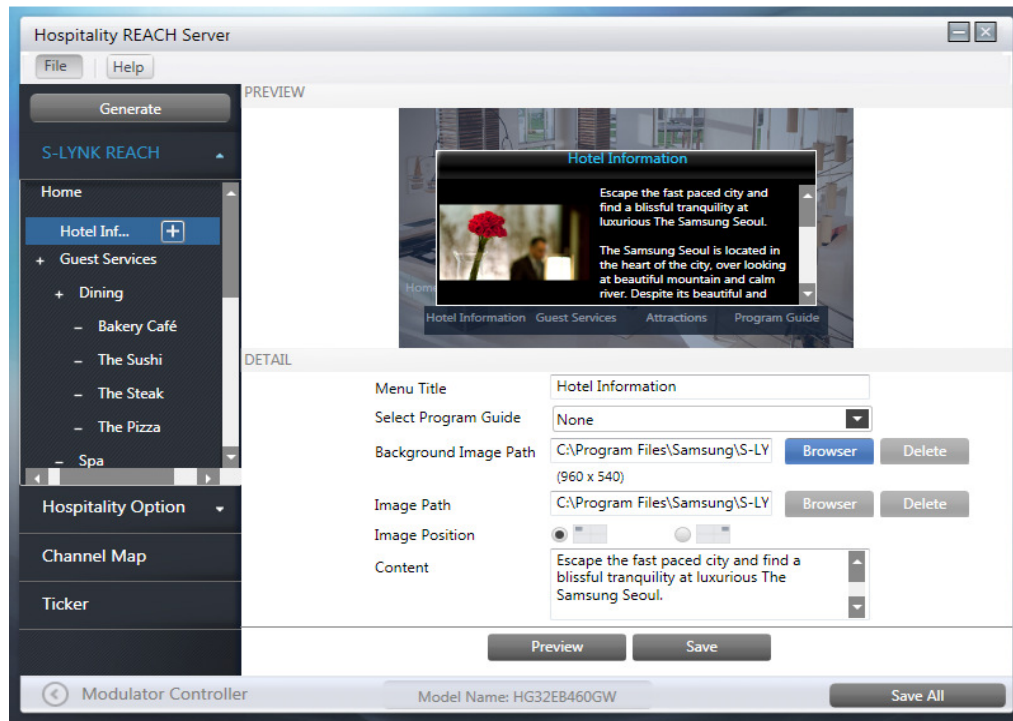 Hospitality REACH Server
File Help
Generate
PREVIEW
S-LYNK REACH
Home
Hotel Inf...
+ Guest Services
+ Dining
– Bakery Café
– The Sushi
– The Steak
– The Pizza
– Spa
Hospitality Option
Channel Map
Ticker
Hotel Information
Escape the fast paced city and
find a blissful tranquility at
luxurious The Samsung Seoul.
The Samsung Seoul is located in
the heart of the city, over looking
at beautiful mountain and calm
river. Despite its beautiful and
Home
Hotel Information Guest Services Attractions Program Guide
DETAIL
Menu Title Hotel Information
Select Program Guide None
Background Image Path C:\Program Files\Samsung\S-LY Browser Delete
(960 x 540)
Image Path C:\Program Files\Samsung\S-LY Browser Delete
Image Position
Content
Escape the fast paced city and find a
blissful tranquility at luxurious The
Samsung Seoul.
Preview Save
Modulator Controller Model Name: HG32EB460GW Save All